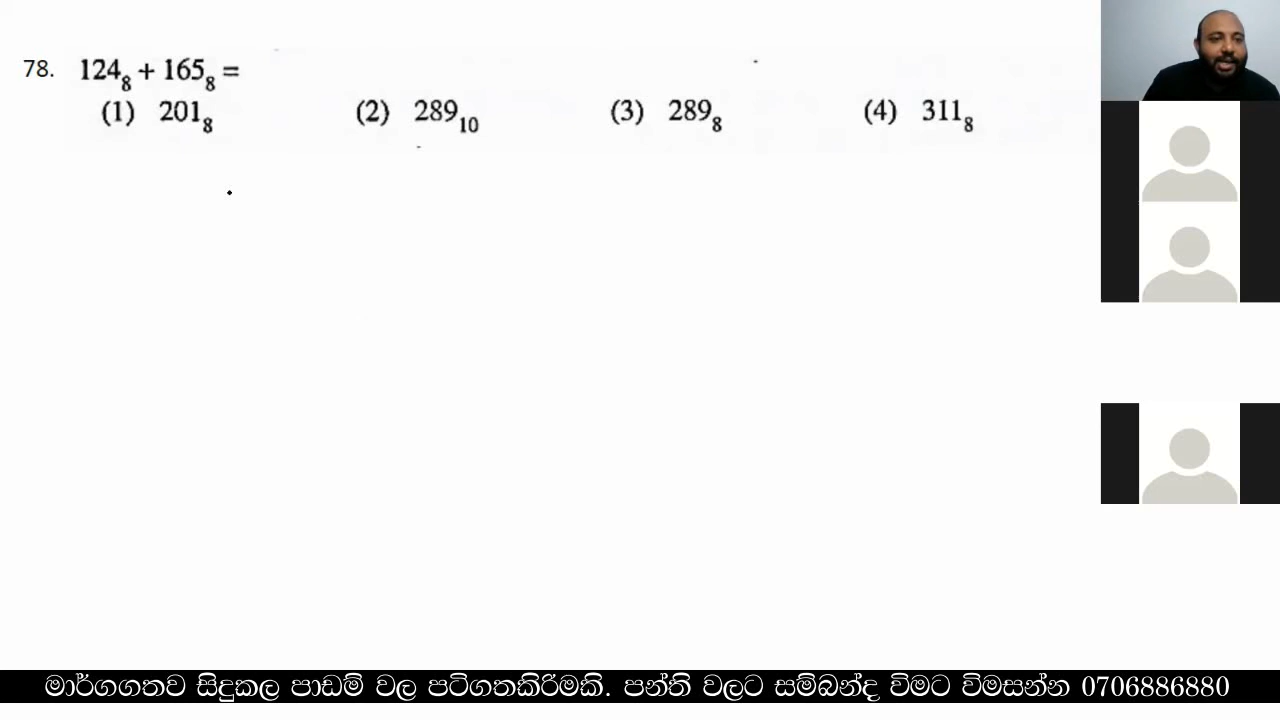 78. 124₈ + 165₈ =
(1) 201₈ (2) 289₁₀ (3) 289₈ (4) 311₈
මාර්ගගතව සිදුකල පාඩම් වල පටිගතකිරීමකි. පන්ති වලට සම්බන්ද වීමට විමසන්න 0706886880